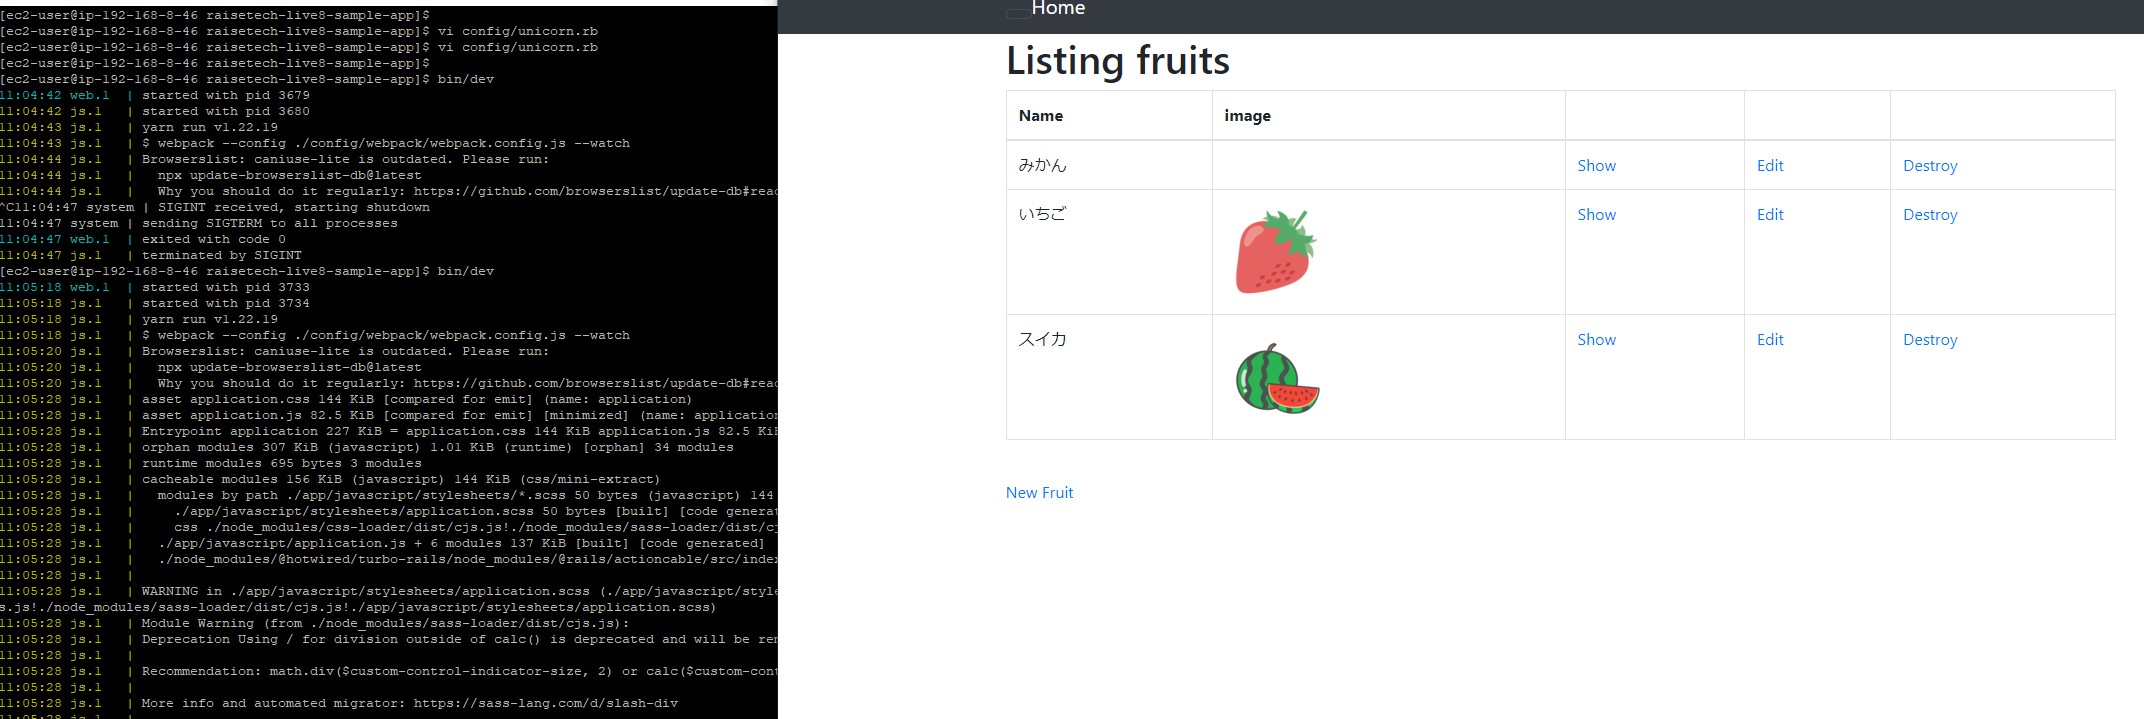 [ec2-user@ip-192-168-8-46 raisetech-live8-sample-app]$
[ec2-user@ip-192-168-8-46 raisetech-live8-sample-app]$ vi config/unicorn.rb
[ec2-user@ip-192-168-8-46 raisetech-live8-sample-app]$ vi config/unicorn.rb
[ec2-user@ip-192-168-8-46 raisetech-live8-sample-app]$
[ec2-user@ip-192-168-8-46 raisetech-live8-sample-app]$ bin/dev
11:04:42 web.1  | started with pid 3679
11:04:42 js.1   | started with pid 3680
11:04:43 js.1   | yarn run v1.22.19
11:04:43 js.1   | $ webpack --config ./config/webpack/webpack.config.js --watch
11:04:44 js.1   | Browserslist: caniuse-lite is outdated. Please run:
11:04:44 js.1   |   npx update-browserslist-db@latest
11:04:44 js.1   |   Why you should do it regularly: https://github.com/browserslist/update-db#read
^C11:04:47 system | SIGINT received, starting shutdown
11:04:47 system | sending SIGTERM to all processes
11:04:47 web.1  | exited with code 0
11:04:47 js.1   | terminated by SIGINT
[ec2-user@ip-192-168-8-46 raisetech-live8-sample-app]$ bin/dev
11:05:18 web.1  | started with pid 3733
11:05:18 js.1   | started with pid 3734
11:05:18 js.1   | yarn run v1.22.19
11:05:18 js.1   | $ webpack --config ./config/webpack/webpack.config.js --watch
11:05:20 js.1   | Browserslist: caniuse-lite is outdated. Please run:
11:05:20 js.1   |   npx update-browserslist-db@latest
11:05:20 js.1   |   Why you should do it regularly: https://github.com/browserslist/update-db#read
11:05:28 js.1   | asset application.css 144 KiB [compared for emit] (name: application)
11:05:28 js.1   | asset application.js 82.5 KiB [compared for emit] [minimized] (name: application
11:05:28 js.1   | Entrypoint application 227 KiB = application.css 144 KiB application.js 82.5 KiB
11:05:28 js.1   | orphan modules 307 KiB (javascript) 1.01 KiB (runtime) [orphan] 34 modules
11:05:28 js.1   | runtime modules 695 bytes 3 modules
11:05:28 js.1   | cacheable modules 156 KiB (javascript) 144 KiB (css/mini-extract)
11:05:28 js.1   |   modules by path ./app/javascript/stylesheets/*.scss 50 bytes (javascript) 144
11:05:28 js.1   |     ./app/javascript/stylesheets/application.scss 50 bytes [built] [code generat
11:05:28 js.1   |     css ./node_modules/css-loader/dist/cjs.js!./node_modules/sass-loader/dist/cj
11:05:28 js.1   |   ./app/javascript/application.js + 6 modules 137 KiB [built] [code generated]
11:05:28 js.1   |   ./node_modules/@hotwired/turbo-rails/node_modules/@rails/actioncable/src/index
11:05:28 js.1   |
11:05:28 js.1   | WARNING in ./app/javascript/stylesheets/application.scss (./app/javascript/style
s.js!./node_modules/sass-loader/dist/cjs.js!./app/javascript/stylesheets/application.scss)
11:05:28 js.1   | Module Warning (from ./node_modules/sass-loader/dist/cjs.js):
11:05:28 js.1   | Deprecation Using / for division outside of calc() is deprecated and will be rem
11:05:28 js.1   |
11:05:28 js.1   | Recommendation: math.div($custom-control-indicator-size, 2) or calc($custom-cont
11:05:28 js.1   |
11:05:28 js.1   | More info and automated migrator: https://sass-lang.com/d/slash-div
11:05:28 js.1   |
Home
Listing fruits
Name image
みかん Show Edit Destroy
いちご Show Edit Destroy
スイカ Show Edit Destroy
New Fruit